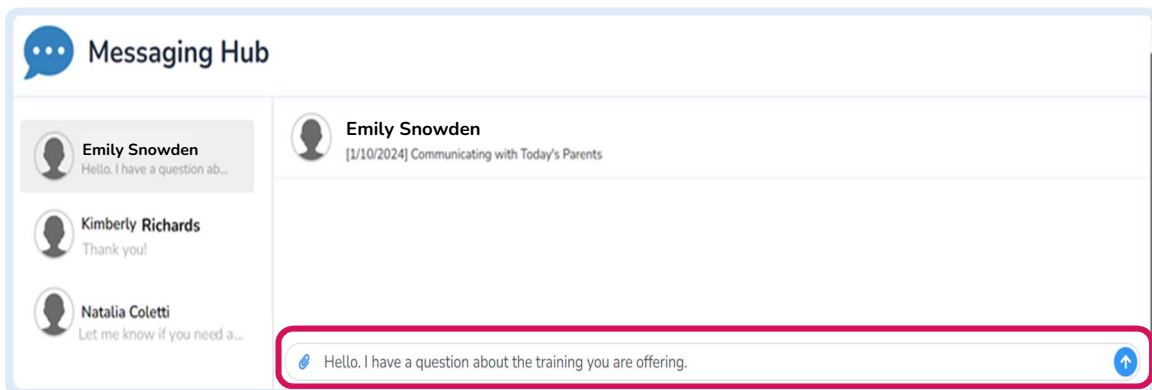 Messaging Hub
Emily Snowden
Hello. I have a question ab...
Kimberly Richards
Thank you!
Natalia Coletti
Let me know if you need a...
Emily Snowden
[1/10/2024] Communicating with Today's Parents
Hello. I have a question about the training you are offering.